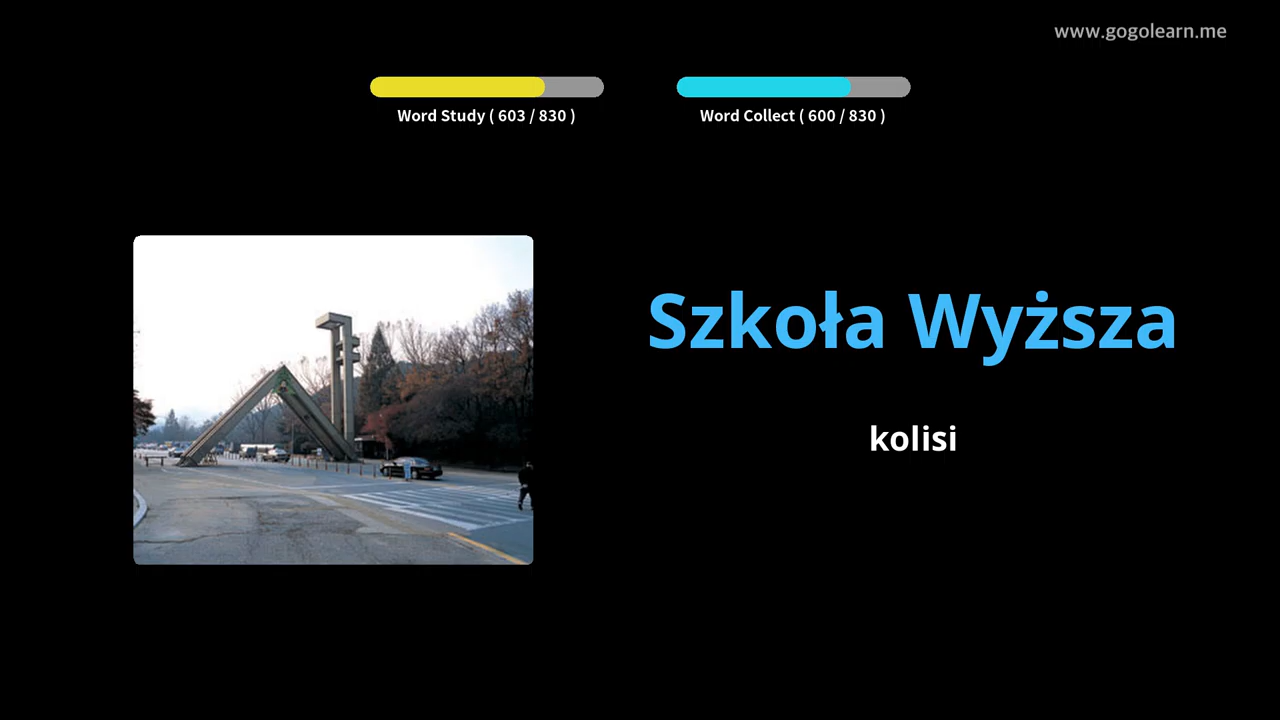 www.gogolearn.me
Word Study ( 603 / 830 )
Word Collect ( 600 / 830 )
Szkoła Wyższa
kolisi